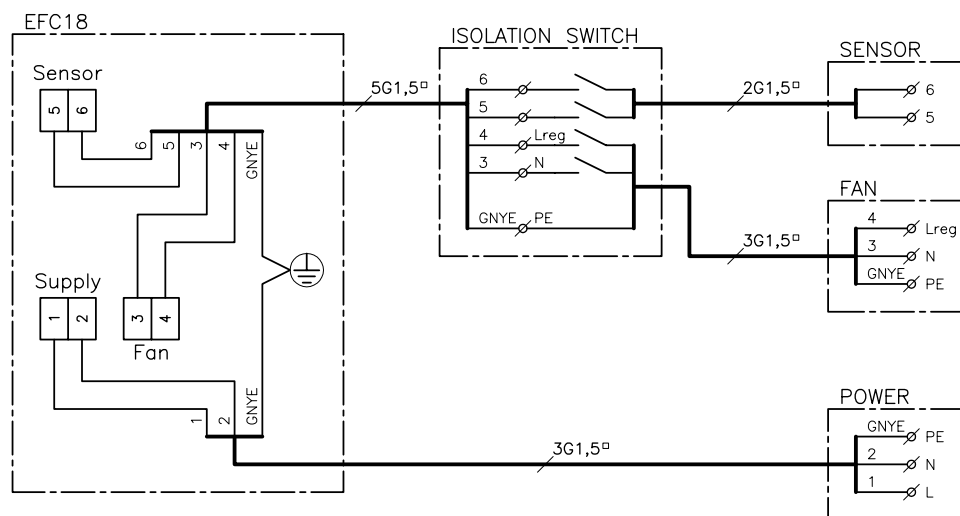 EFC18
Sensor
5 6
6 5 3 4 GNYE
Supply
1 2
3 4
Fan
1 2 GNYE
5G1,5□
ISOLATION SWITCH
6
5
4 Lreg
3 N
GNYE PE
2G1,5□
SENSOR
6
5
3G1,5□
FAN
4 Lreg
3 N
GNYE PE
3G1,5□
POWER
GNYE PE
2 N
1 L